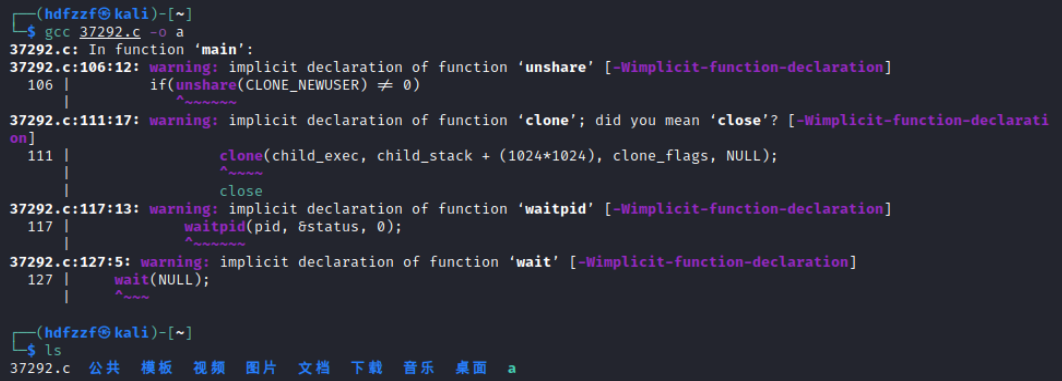 ┌──(hdfzzf㉿kali)-[~]
└─$ gcc 37292.c -o a
37292.c: In function ‘main’:
37292.c:106:12: warning: implicit declaration of function ‘unshare’ [-Wimplicit-function-declaration]
  106 |         if(unshare(CLONE_NEWUSER) != 0)
      |            ^~~~~~~
37292.c:111:17: warning: implicit declaration of function ‘clone’; did you mean ‘close’? [-Wimplicit-function-declarati
on]
  111 |                 clone(child_exec, child_stack + (1024*1024), clone_flags, NULL);
      |                 ^~~~~
      |                 close
37292.c:117:13: warning: implicit declaration of function ‘waitpid’ [-Wimplicit-function-declaration]
  117 |             waitpid(pid, &status, 0);
      |             ^~~~~~~
37292.c:127:5: warning: implicit declaration of function ‘wait’ [-Wimplicit-function-declaration]
  127 |     wait(NULL);
      |     ^~~~
┌──(hdfzzf㉿kali)-[~]
└─$ ls
37292.c 公共 模板 视频 图片 文档 下载 音乐 桌面 a